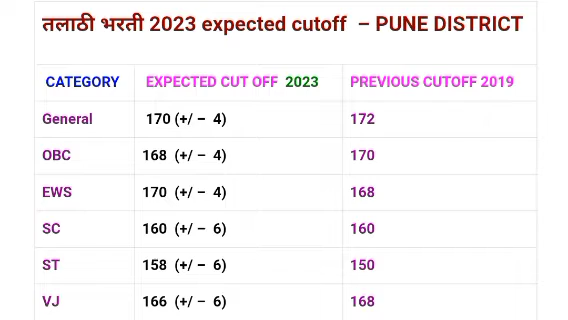 तलाठी भरती 2023 expected cutoff – PUNE DISTRICT
CATEGORY EXPECTED CUT OFF 2023 PREVIOUS CUTOFF 2019
General 170 (+/ – 4) 172
OBC 168 (+/ – 4) 170
EWS 170 (+/ – 4) 168
SC 160 (+/ – 6) 160
ST 158 (+/ – 6) 150
VJ 166 (+/ – 6) 168